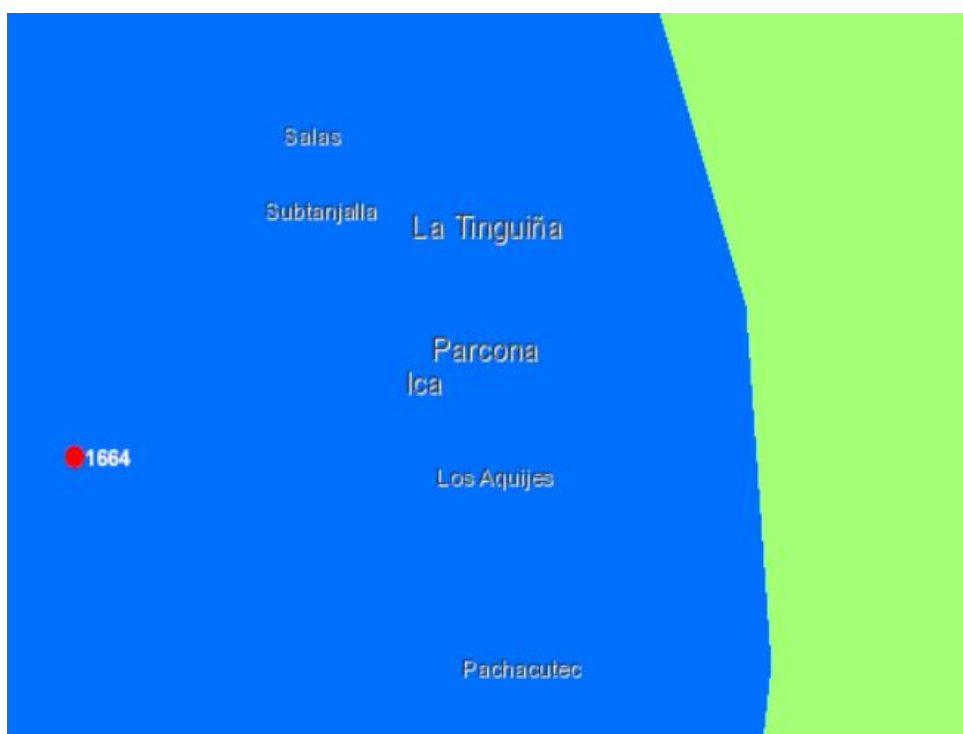 Salas
Subtanjalla
La Tinguiña
Parcona
Ica
1664
Los Aquijes
Pachacutec